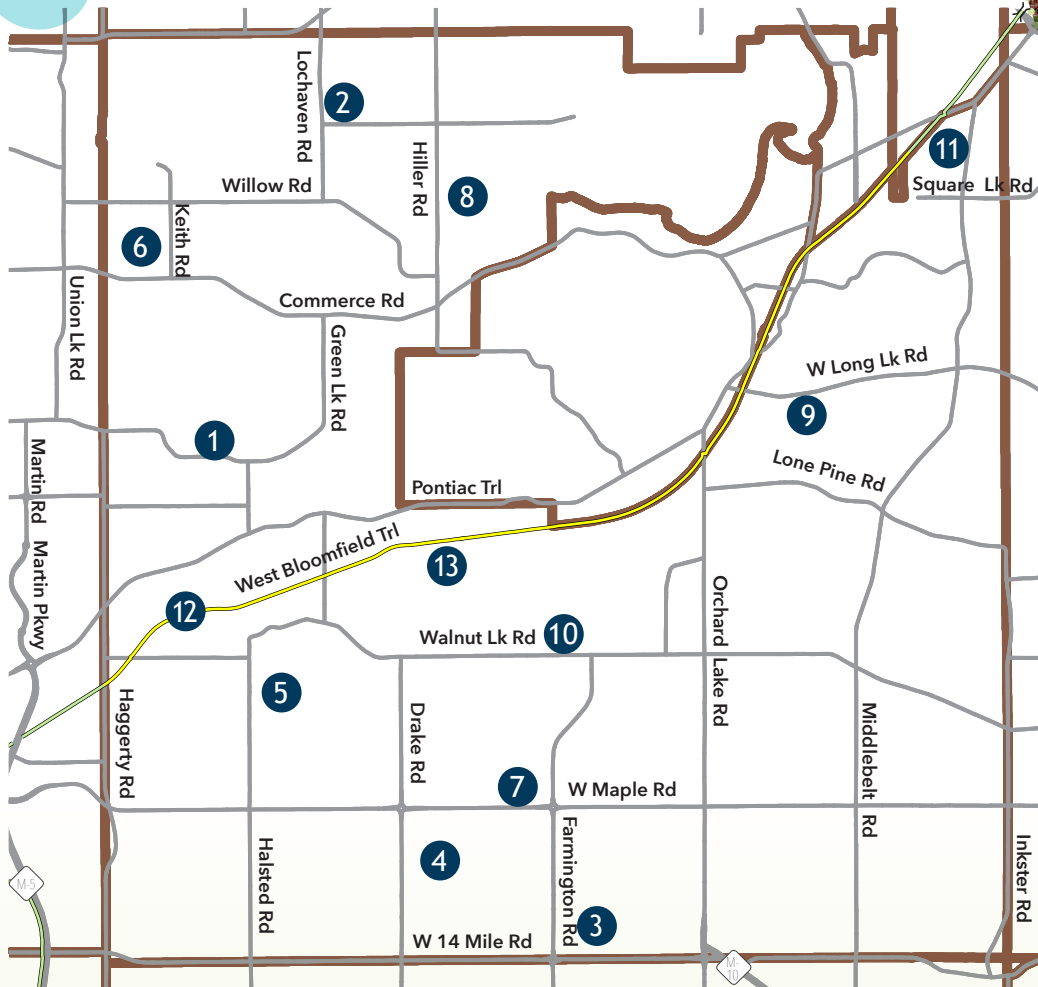 Lochaven Rd
2
Hiller Rd
11
Willow Rd
8
Square Lk Rd
Keith Rd
6
Union Lk Rd
Commerce Rd
Green Lk Rd
W Long Lk Rd
9
1
Martin Rd
Lone Pine Rd
Pontiac Trl
West Bloomfield Trl
Martin Pkwy
13
12
Orchard Lake Rd
Walnut Lk Rd
10
5
Haggerty Rd
Drake Rd
Middlebelt Rd
7
W Maple Rd
Halsted Rd
4
Farmington Rd
Inkster Rd
M-5
3
W 14 Mile Rd
M-
10